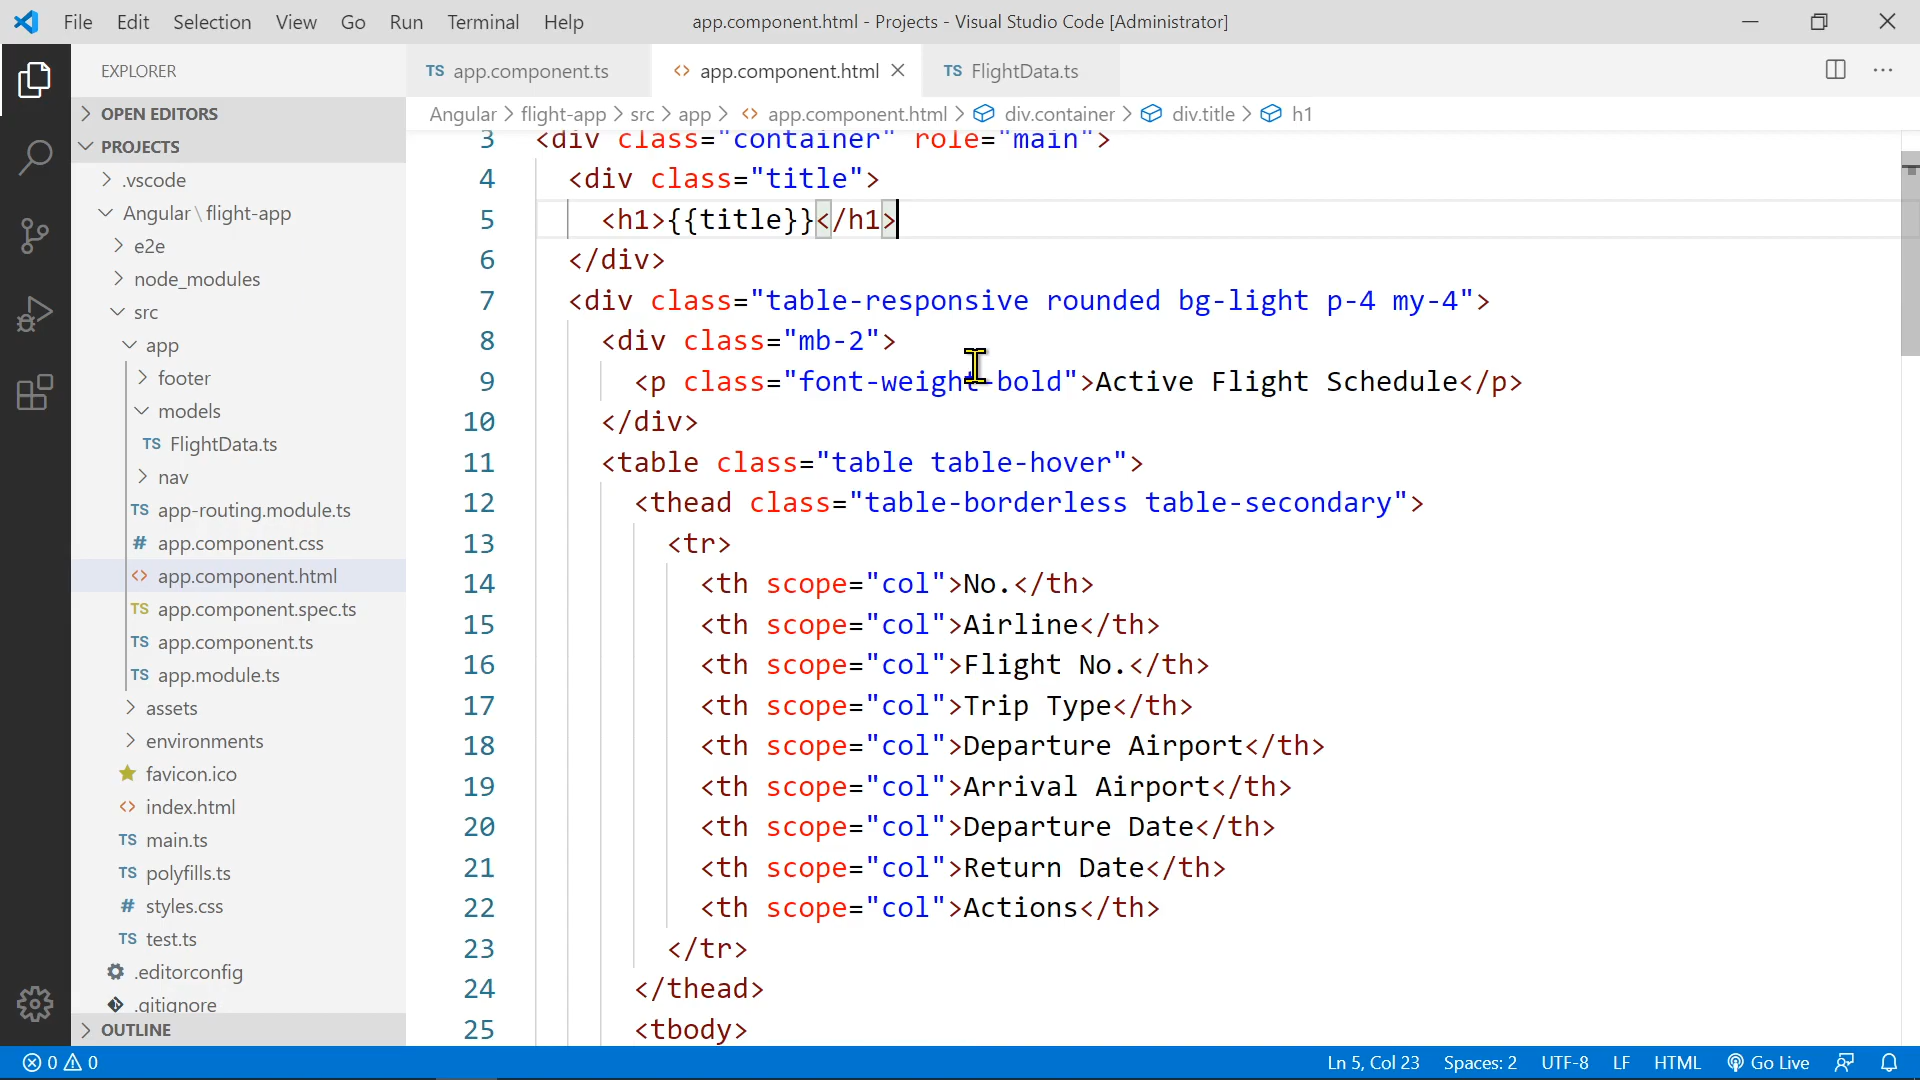 File Edit Selection View Go Run Terminal Help
app.component.html - Projects - Visual Studio Code [Administrator]
EXPLORER
OPEN EDITORS
PROJECTS
.vscode
Angular \ flight-app
e2e
node_modules
src
app
footer
models
TS FlightData.ts
nav
TS app-routing.module.ts
# app.component.css
<> app.component.html
TS app.component.spec.ts
TS app.component.ts
TS app.module.ts
assets
environments
favicon.ico
<> index.html
TS main.ts
TS polyfills.ts
# styles.css
TS test.ts
.editorconfig
.gitignore
OUTLINE
TS app.component.ts
<> app.component.html
TS FlightData.ts
Angular > flight-app > src > app > <> app.component.html > div.container > div.title > h1
3 <div class="container" role="main">
4 <div class="title">
5 <h1>{{title}}</h1>
6 </div>
7 <div class="table-responsive rounded bg-light p-4 my-4">
8 <div class="mb-2">
9 <p class="font-weight-bold">Active Flight Schedule</p>
10 </div>
11 <table class="table table-hover">
12 <thead class="table-borderless table-secondary">
13 <tr>
14 <th scope="col">No.</th>
15 <th scope="col">Airline</th>
16 <th scope="col">Flight No.</th>
17 <th scope="col">Trip Type</th>
18 <th scope="col">Departure Airport</th>
19 <th scope="col">Arrival Airport</th>
20 <th scope="col">Departure Date</th>
21 <th scope="col">Return Date</th>
22 <th scope="col">Actions</th>
23 </tr>
24 </thead>
25 <tbody>
0 0
Ln 5, Col 23 Spaces: 2 UTF-8 LF HTML Go Live